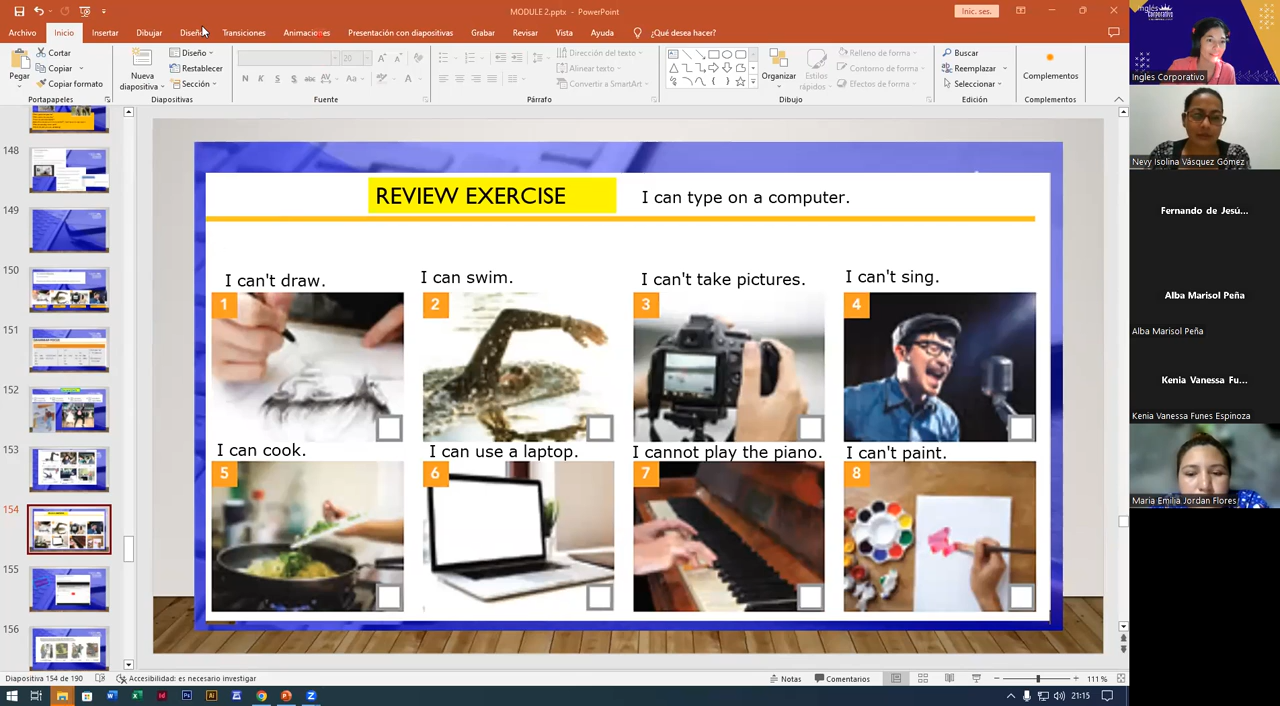 MODULE 2.pptx - PowerPoint
Inic. ses.
Archivo Inicio Insertar Dibujar Diseño Transiciones Animaciones Presentación con diapositivas Grabar Revisar Vista Ayuda ¿Qué desea hacer?
Pegar
Cortar
Copiar
Copiar formato
Portapapeles
Nueva diapositiva
Diseño
Restablecer
Sección
Diapositivas
20
N K S S ab AV Aa A
Fuente
Párrafo
Dirección del texto
Alinear texto
Convertir a SmartArt
Organizar
Estilos rápidos
Relleno de forma
Contorno de forma
Efectos de forma
Dibujo
Buscar
Reemplazar
Seleccionar
Edición
Complementos
Complementos
148
149
150
151
152
153
154
155
156
REVIEW EXERCISE
I can type on a computer.
I can't draw.
I can swim.
I can't take pictures.
I can't sing.
1
2
3
4
I can cook.
I can use a laptop.
I cannot play the piano.
I can't paint.
5
6
7
8
Inglés Corporativo
Ingles Corporativo
Nevy Isolina Vásquez Gómez
Fernando de Jesú...
Alba Marisol Peña
Alba Marisol Peña
Kenia Vanessa Fu...
Kenia Vanessa Funes Espinoza
Maria Emilia Jordan Flores
Diapositiva 154 de 190
Accesibilidad: es necesario investigar
Notas
Comentarios
111 %
21:15